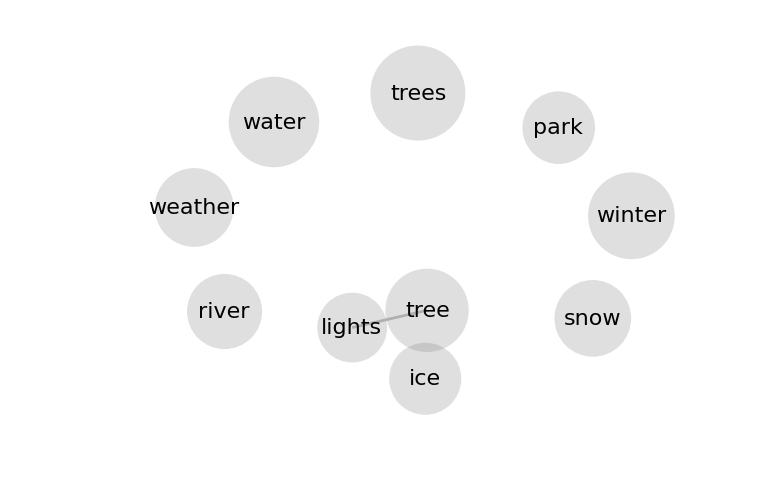 trees
water
park
weather
winter
river
tree
snow
lights
ice